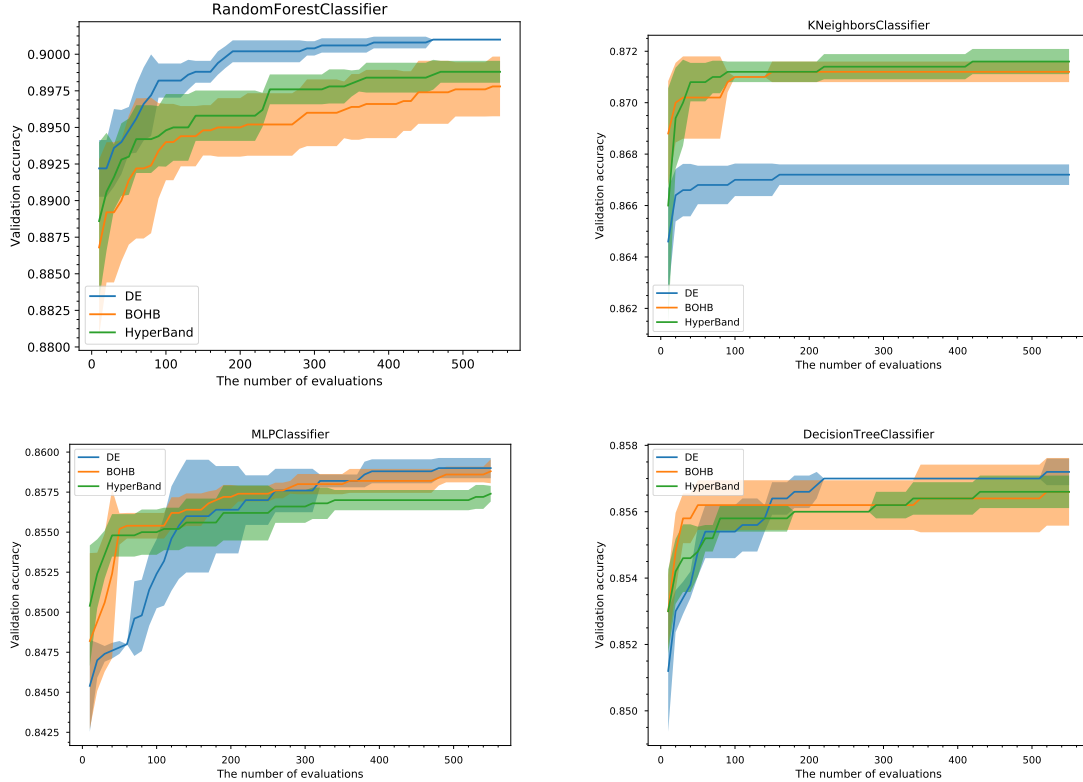 RandomForestClassifier
Validation accuracy
0.9000
0.8975
0.8950
0.8925
0.8900
0.8875
0.8850
0.8825
0.8800
DE
BOHB
HyperBand
0 100 200 300 400 500
The number of evaluations
KNeighborsClassifier
Validation accuracy
0.872
0.870
0.868
0.866
0.864
0.862
DE
BOHB
HyperBand
0 100 200 300 400 500
The number of evaluations
MLPClassifier
Validation accuracy
0.8600
0.8575
0.8550
0.8525
0.8500
0.8475
0.8450
0.8425
DE
BOHB
HyperBand
0 100 200 300 400 500
The number of evaluations
DecisionTreeClassifier
Validation accuracy
0.858
0.856
0.854
0.852
0.850
DE
BOHB
HyperBand
0 100 200 300 400 500
The number of evaluations